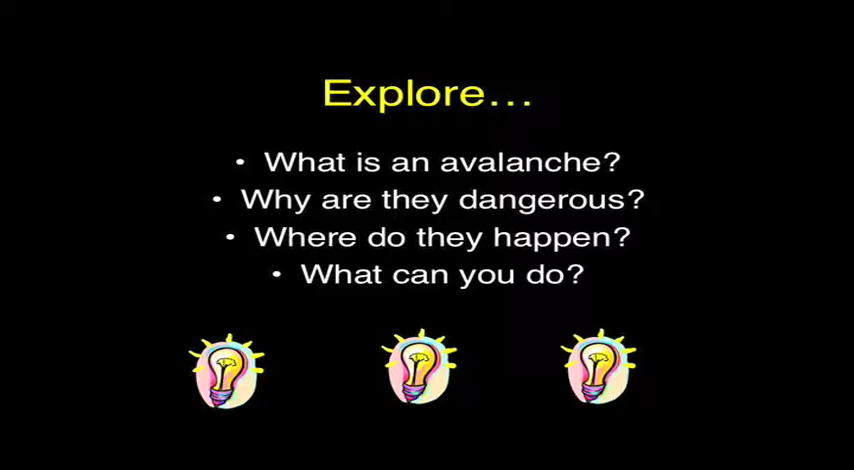 Explore…
• What is an avalanche?
• Why are they dangerous?
• Where do they happen?
• What can you do?